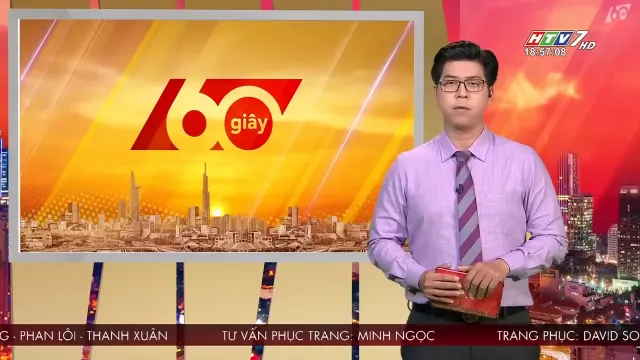 HTV7 HD
18:57:08
60
60 giây
G - PHAN LÔI - THANH XUÂN TƯ VẤN PHỤC TRANG: MINH NGỌC TRANG PHỤC: DAVID SO